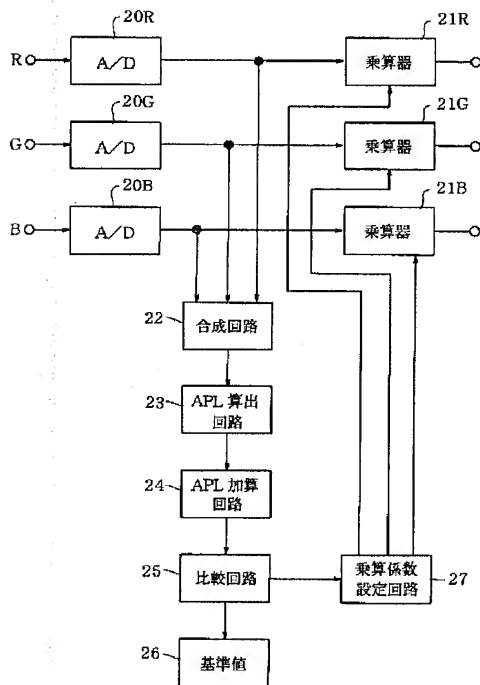 20R
21R
R
A/D
乗算器
20G
21G
G
A/D
乗算器
20B
21B
B
A/D
乗算器
22
合成回路
23
APL 算出
回路
24
APL 加算
回路
25
比較回路
乗算係数
設定回路
27
26
基準値